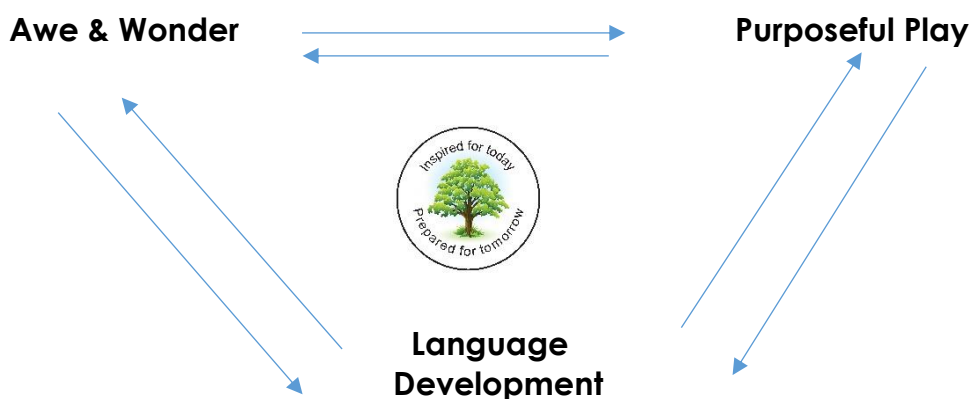 Awe & Wonder
Purposeful Play
Inspired for today
Prepared for tomorrow
Language
Development